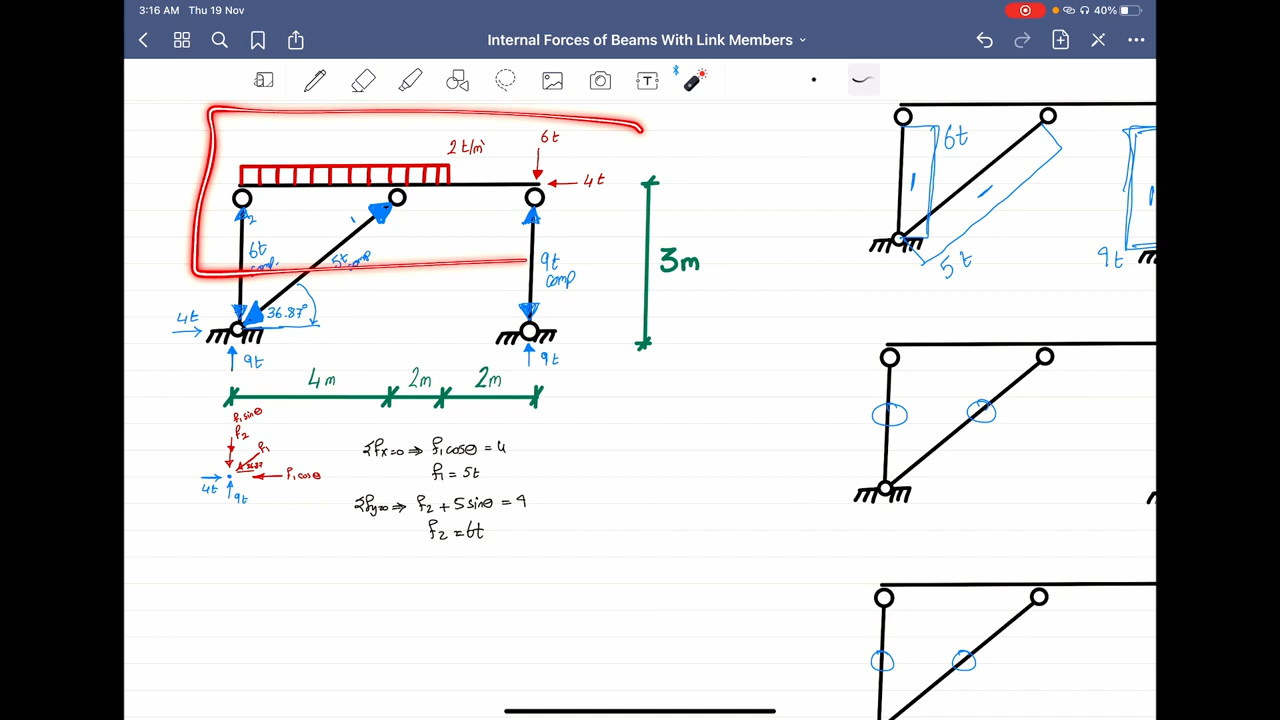 3:16 AM Thu 19 Nov
40%
Internal Forces of Beams With Link Members
T
2 t/m'
6t
4t
6t
comp.
5t comp
9t
comp
3m
36.87°
4t
9t
9t
4m
2m
2m
f1 sinθ
f2
f1
36.87
f1 cosθ
4t
9t
Σfx=0 ⇒ f1 cosθ = 4
f1 = 5t
Σfy=0 ⇒ f2 + 5 sinθ = 9
f2 = 6t
6t
5t
9t